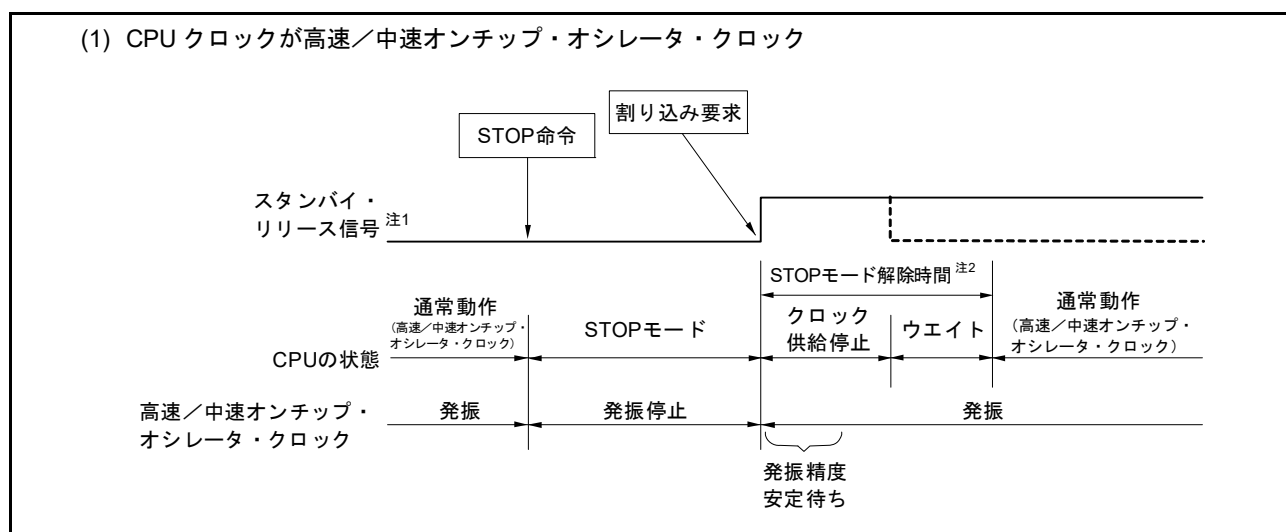 (1) CPU クロックが高速／中速オンチップ・オシレータ・クロック
STOP命令
割り込み要求
スタンバイ・
リリース信号 注1
STOPモード解除時間 注2
通常動作
(高速／中速オンチップ・
オシレータ・クロック)
STOPモード
クロック
供給停止
ウエイト
通常動作
(高速／中速オンチップ・
オシレータ・クロック)
CPUの状態
高速／中速オンチップ・
オシレータ・クロック
発振
発振停止
発振
発振精度
安定待ち